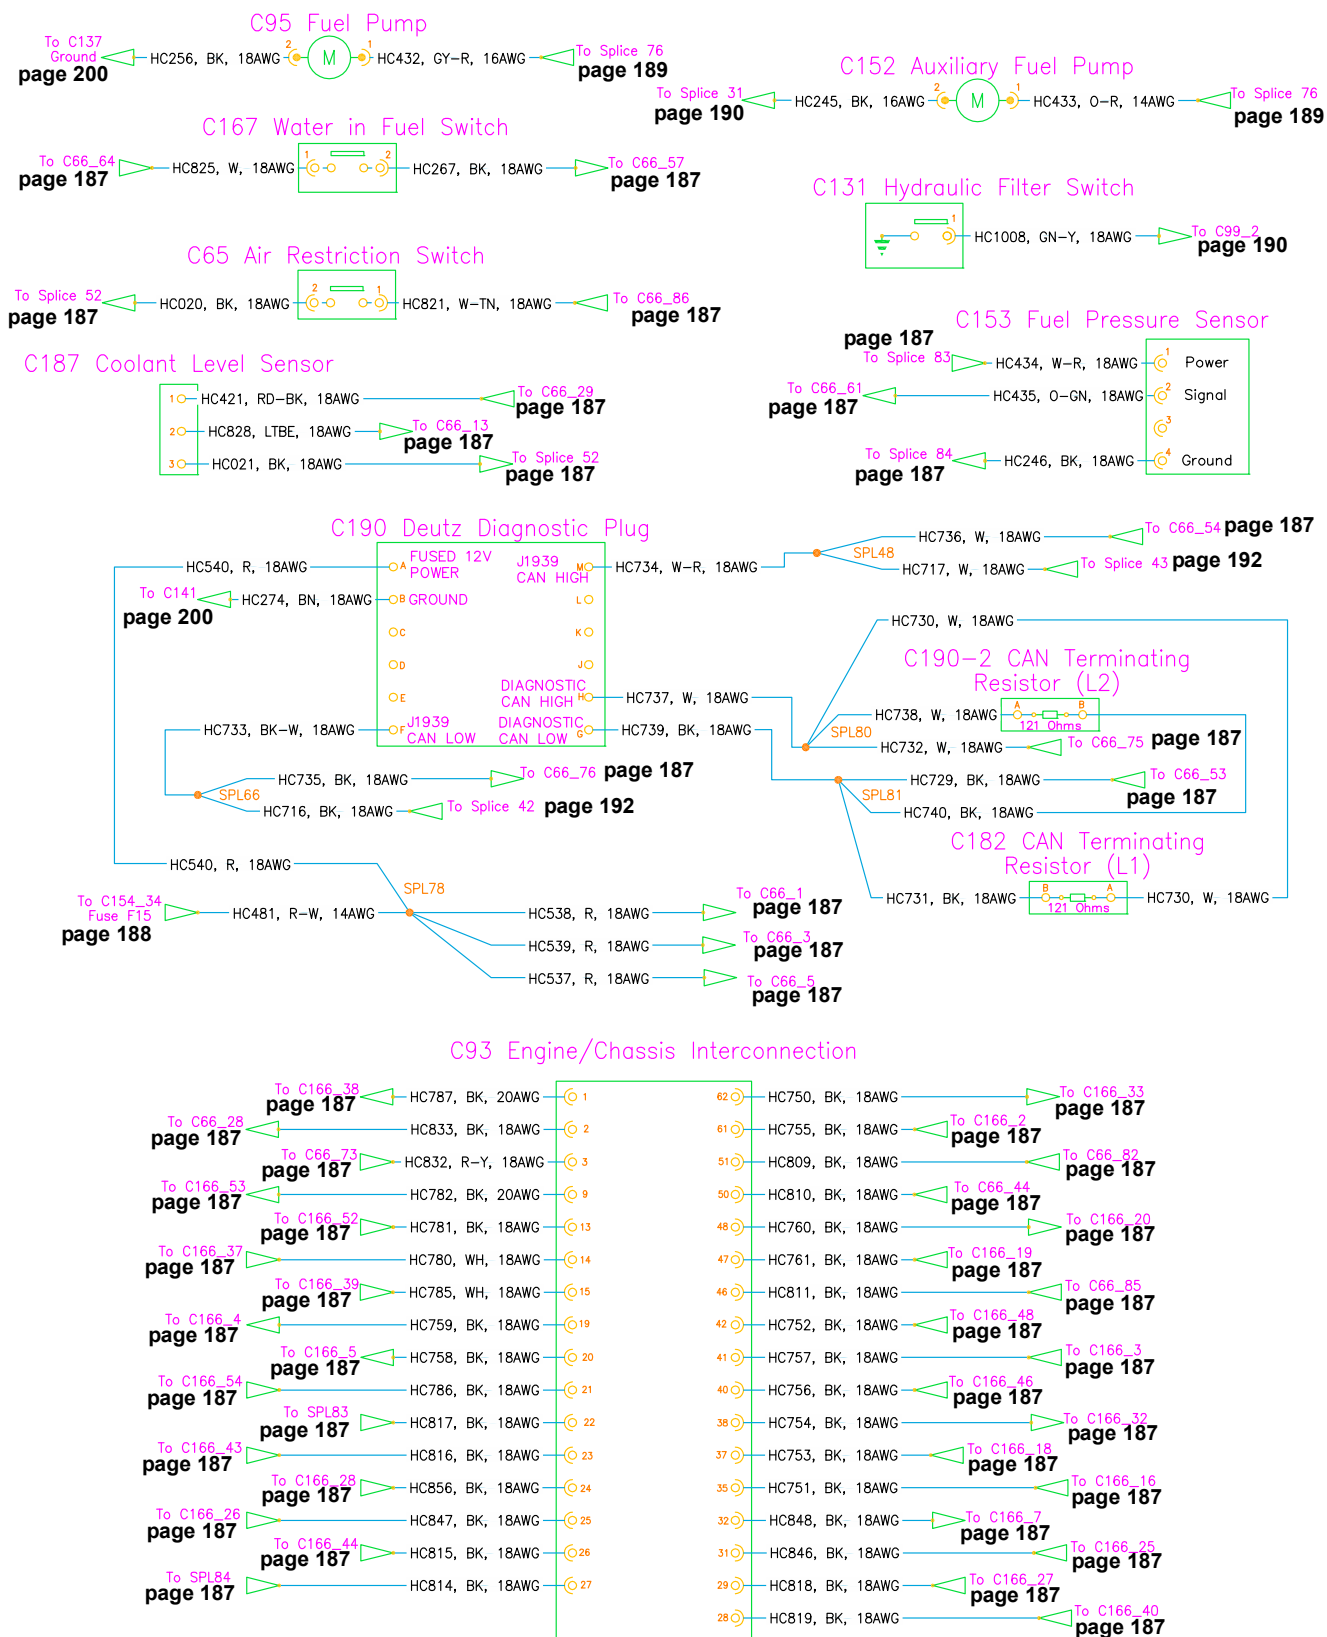 C95 Fuel Pump
To C137
Ground
page 200
HC256, BK, 18AWG
2
M
1
HC432, GY-R, 16AWG
To Splice 76
page 189
C152 Auxiliary Fuel Pump
To Splice 31
page 190
HC245, BK, 16AWG
2
M
1
HC433, O-R, 14AWG
To Splice 76
page 189
C167 Water in Fuel Switch
To C66_64
page 187
HC825, W, 18AWG
1
2
HC267, BK, 18AWG
To C66_57
page 187
C131 Hydraulic Filter Switch
1
HC1008, GN-Y, 18AWG
To C99_2
page 190
C65 Air Restriction Switch
To Splice 52
page 187
HC020, BK, 18AWG
2
1
HC821, W-TN, 18AWG
To C66_86
page 187
C153 Fuel Pressure Sensor
page 187
To Splice 83
HC434, W-R, 18AWG
1
Power
To C66_61
page 187
HC435, O-GN, 18AWG
2
Signal
3
To Splice 84
page 187
HC246, BK, 18AWG
4
Ground
C187 Coolant Level Sensor
1
HC421, RD-BK, 18AWG
To C66_29
page 187
2
HC828, LTBE, 18AWG
To C66_13
page 187
3
HC021, BK, 18AWG
To Splice 52
page 187
C190 Deutz Diagnostic Plug
HC540, R, 18AWG
A
FUSED 12V
POWER
J1939
CAN HIGH
M
HC734, W-R, 18AWG
SPL48
HC736, W, 18AWG
To C66_54
page 187
HC717, W, 18AWG
To Splice 43
page 192
To C141
page 200
HC274, BN, 18AWG
B
GROUND
L
C
K
D
J
E
DIAGNOSTIC
CAN HIGH
H
HC737, W, 18AWG
HC733, BK-W, 18AWG
F
J1939
CAN LOW
DIAGNOSTIC
CAN LOW
G
HC739, BK, 18AWG
HC730, W, 18AWG
C190-2 CAN Terminating
Resistor (L2)
HC738, W, 18AWG
A
B
121 Ohms
SPL80
HC732, W, 18AWG
To C66_75
page 187
HC735, BK, 18AWG
To C66_76
page 187
SPL66
HC716, BK, 18AWG
To Splice 42
page 192
HC729, BK, 18AWG
To C66_53
page 187
SPL81
HC740, BK, 18AWG
C182 CAN Terminating
Resistor (L1)
HC731, BK, 18AWG
B
A
121 Ohms
HC730, W, 18AWG
HC540, R, 18AWG
SPL78
To C154_34
Fuse F15
page 188
HC481, R-W, 14AWG
HC538, R, 18AWG
To C66_1
page 187
HC539, R, 18AWG
To C66_3
page 187
HC537, R, 18AWG
To C66_5
page 187
C93 Engine/Chassis Interconnection
To C166_38
page 187
HC787, BK, 20AWG
1
62
HC750, BK, 18AWG
To C166_33
page 187
To C66_28
page 187
HC833, BK, 18AWG
2
61
HC755, BK, 18AWG
To C166_2
page 187
To C66_73
page 187
HC832, R-Y, 18AWG
3
51
HC809, BK, 18AWG
To C66_82
page 187
To C166_53
page 187
HC782, BK, 20AWG
9
50
HC810, BK, 18AWG
To C66_44
page 187
To C166_52
page 187
HC781, BK, 18AWG
13
48
HC760, BK, 18AWG
To C166_20
page 187
To C166_37
page 187
HC780, WH, 18AWG
14
47
HC761, BK, 18AWG
To C166_19
page 187
To C166_39
page 187
HC785, WH, 18AWG
15
46
HC811, BK, 18AWG
To C66_85
page 187
To C166_4
page 187
HC759, BK, 18AWG
19
42
HC752, BK, 18AWG
To C166_48
page 187
To C166_5
page 187
HC758, BK, 18AWG
20
41
HC757, BK, 18AWG
To C166_3
page 187
To C166_54
page 187
HC786, BK, 18AWG
21
40
HC756, BK, 18AWG
To C166_46
page 187
To SPL83
page 187
HC817, BK, 18AWG
22
38
HC754, BK, 18AWG
To C166_32
page 187
To C166_43
page 187
HC816, BK, 18AWG
23
37
HC753, BK, 18AWG
To C166_18
page 187
To C166_28
page 187
HC856, BK, 18AWG
24
35
HC751, BK, 18AWG
To C166_16
page 187
To C166_26
page 187
HC847, BK, 18AWG
25
32
HC848, BK, 18AWG
To C166_7
page 187
To C166_44
page 187
HC815, BK, 18AWG
26
31
HC846, BK, 18AWG
To C166_25
page 187
To SPL84
page 187
HC814, BK, 18AWG
27
29
HC818, BK, 18AWG
To C166_27
page 187
28
HC819, BK, 18AWG
To C166_40
page 187